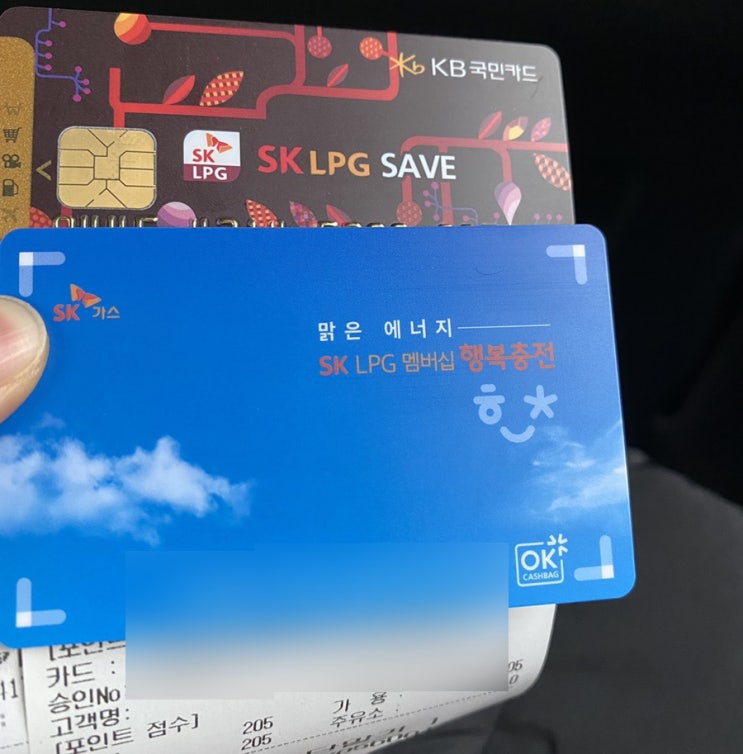 KB국민카드
SK LPG
SK LPG SAVE
SK 가스
맑은 에너지
SK LPG 멤버십 행복충전
OK CASHBAG
카드 :
승인No
고객명:
가 용 :
[포인트 점수]
205
주유소
205